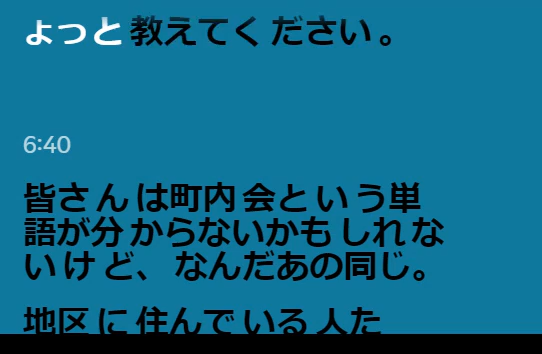 ょっと教えてください。
6:40
皆さんは町内会という単
語が分からないかもしれな
いけど、なんだあの同じ。
地区に住んでいる人た